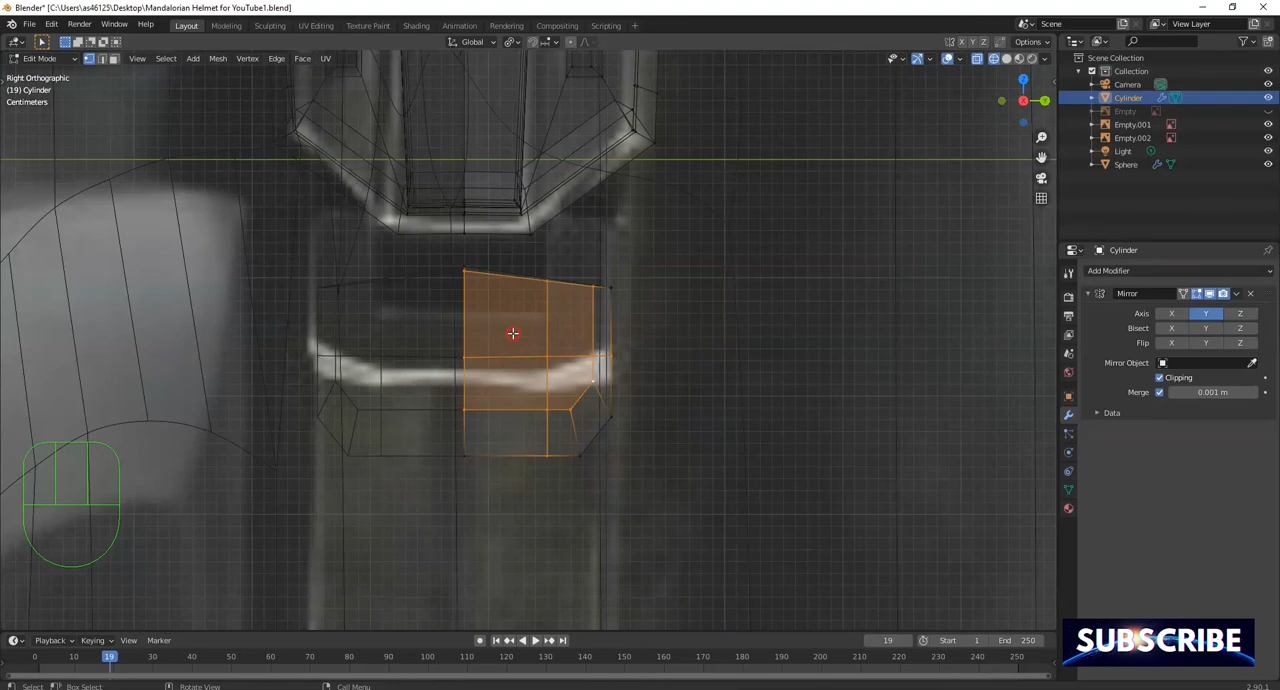 Blender* [C:\Users\as46125\Desktop\Mandalorian Helmet for YouTube1.blend]
File Edit Render Window Help Layout Modeling Sculpting UV Editing Texture Paint Shading Animation Rendering Compositing Scripting + Scene View Layer
Global X Y Z Options
Edit Mode View Select Add Mesh Vertex Edge Face UV
Right Orthographic
(19) Cylinder
Centimeters
Z
X Y
Scene Collection
Collection
Camera
Cylinder
Empty
Empty.001
Empty.002
Light
Sphere
Cylinder
Add Modifier
Mirror
Axis X Y Z
Bisect X Y Z
Flip X Y Z
Mirror Object
Clipping
Merge 0.001 m
Data
SUBSCRIBE
Playback Keying View Marker 19 Start 1 End 250
0 10 19 30 40 50 60 70 80 90 100 110 120 130 140 150 160 170 180 190 200 210 220 230 240 250
Select Box Select Rotate View Call Menu 2.90.1